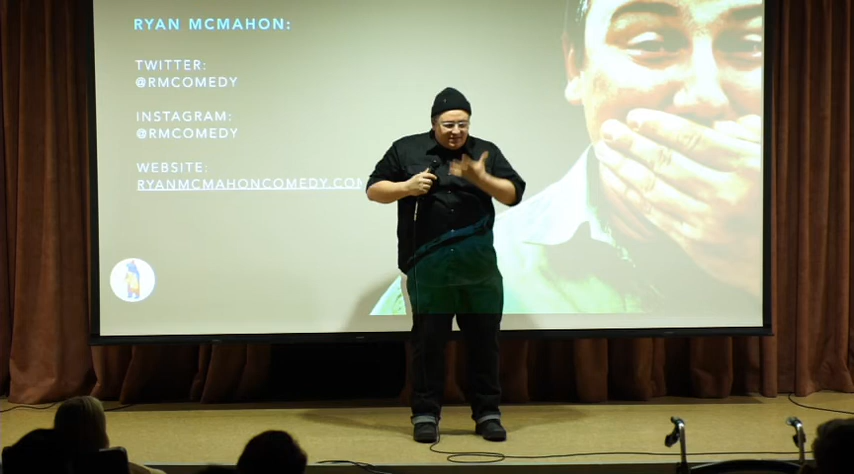 RYAN MCMAHON:
TWITTER:
@RMCOMEDY
INSTAGRAM:
@RMCOMEDY
WEBSITE:
RYANMCMAHONCOMEDY.COM